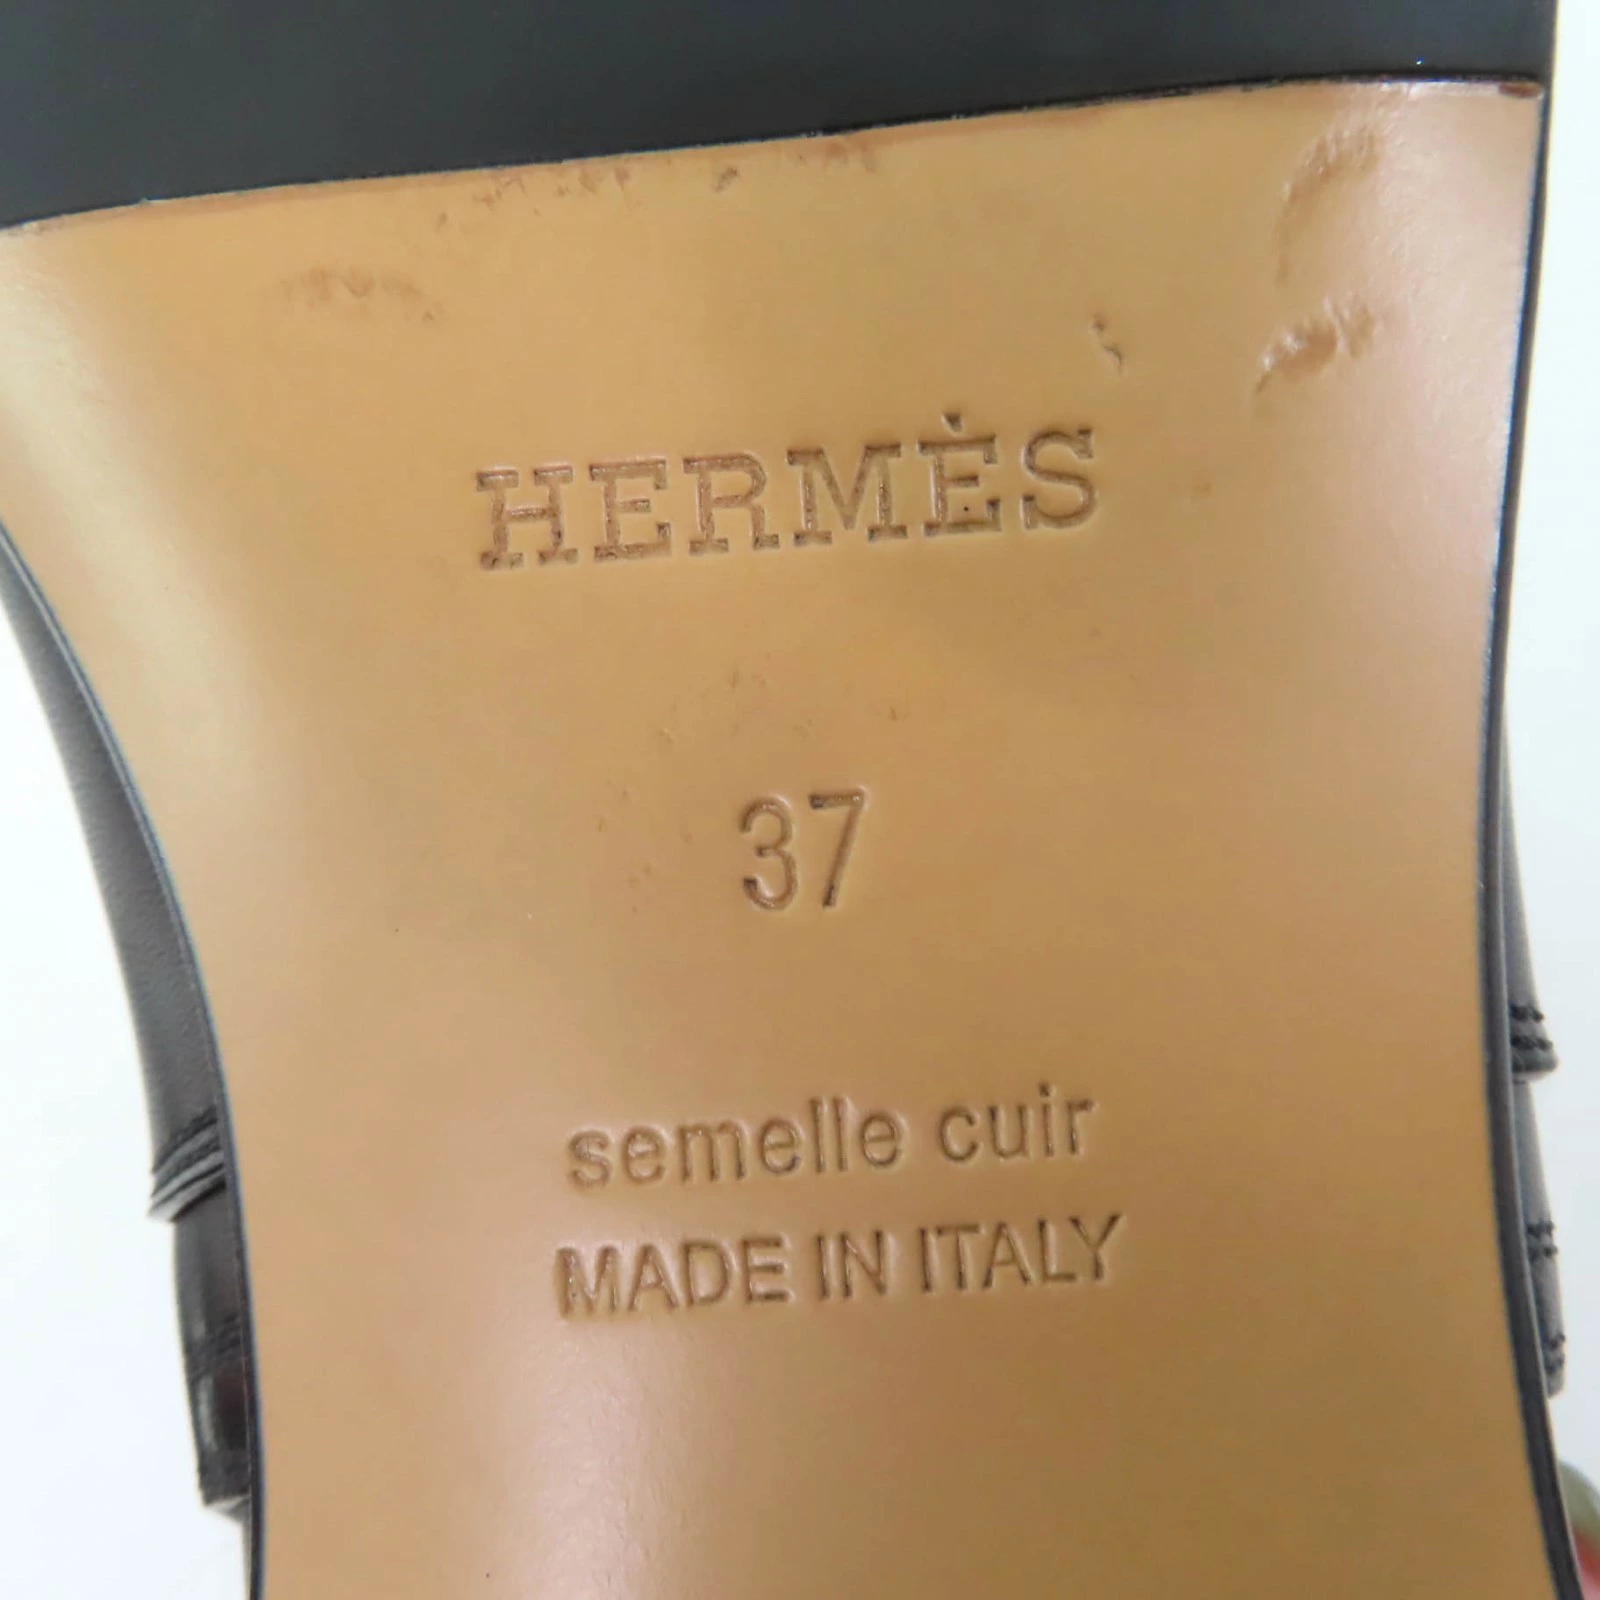 HERMÈS
37
semelle cuir
MADE IN ITALY